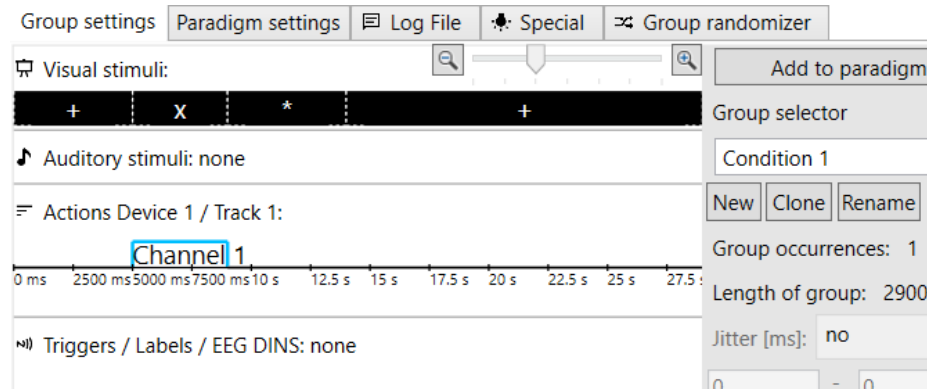 Group settings Paradigm settings Log File Special Group randomizer
Visual stimuli:
Add to paradigm
+ x * +
Group selector
Auditory stimuli: none
Condition 1
Actions Device 1 / Track 1:
New Clone Rename
Channel 1
Group occurrences: 1
0 ms 2500 ms 5000 ms 7500 ms 10 s 12.5 s 15 s 17.5 s 20 s 22.5 s 25 s 27.5
Length of group: 2900
Jitter [ms]: no
Triggers / Labels / EEG DINS: none
0 - 0